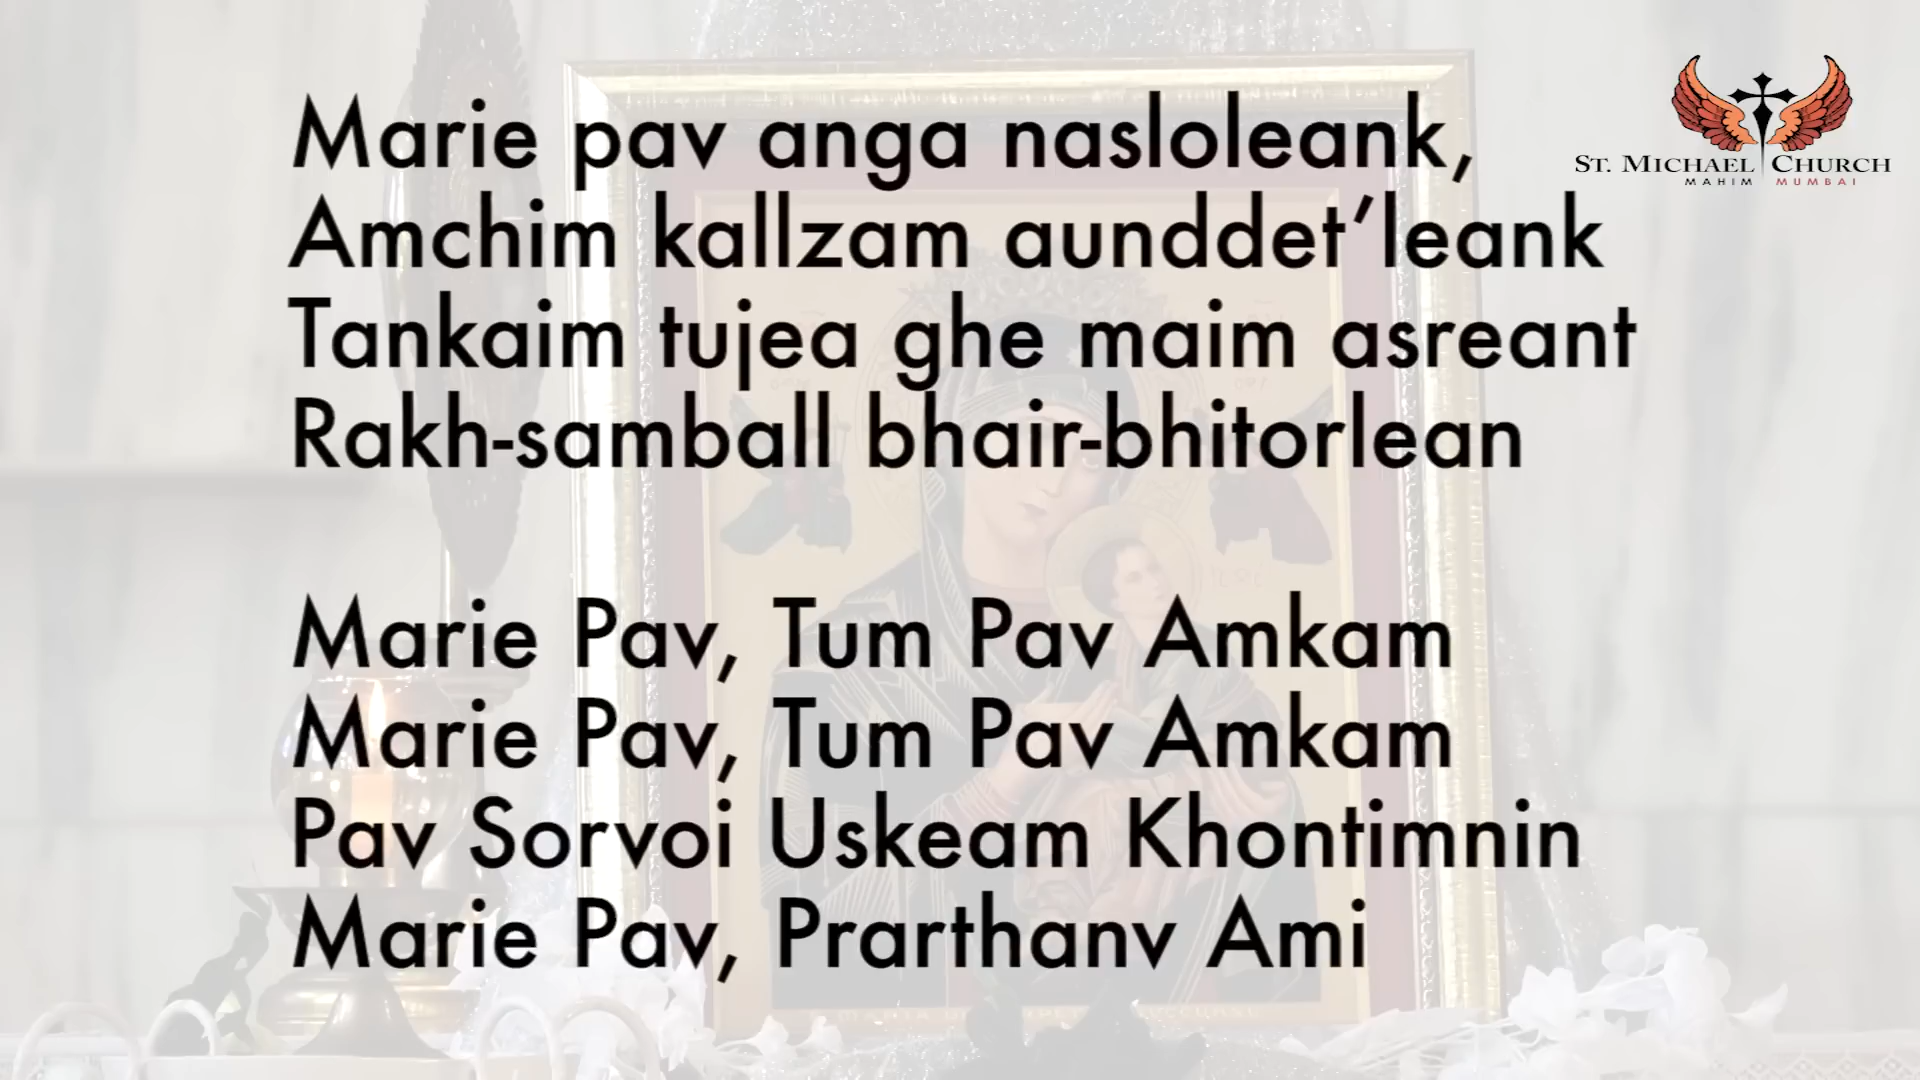 Marie pav anga nasloleank,
Amchim kallzam aunddet’leank
Tankaim tujea ghe maim asreant
Rakh-samball bhair-bhitorlean
Marie Pav, Tum Pav Amkam
Marie Pav, Tum Pav Amkam
Pav Sorvoi Uskeam Khontimnin
Marie Pav, Prarthanv Ami
ST. MICHAEL CHURCH
MAHIM MUMBAI